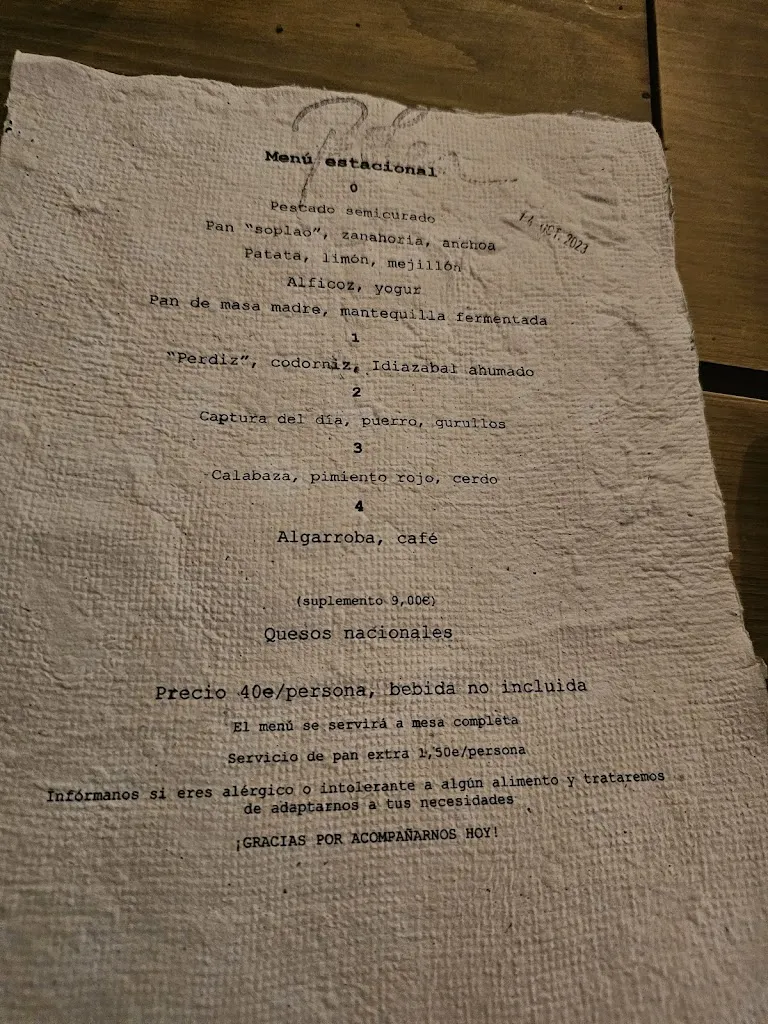 Menú estacional
0
Pescado semicurado
14 OCT. 2023
Pan "soplao", zanahoria, anchoa
Patata, limón, mejillón
Alficoz, yogur
Pan de masa madre, mantequilla fermentada
1
"Perdiz", codorniz, Idiazabal ahumado
2
Captura del día, puerro, gurullos
3
Calabaza, pimiento rojo, cerdo
4
Algarroba, café
(suplemento 9,00€)
Quesos nacionales
Precio 40e/persona, bebida no incluida
El menú se servirá a mesa completa
Servicio de pan extra 1,50e/persona
Infórmanos si eres alérgico o intolerante a algún alimento y trataremos
de adaptarnos a tus necesidades
¡GRACIAS POR ACOMPAÑARNOS HOY!